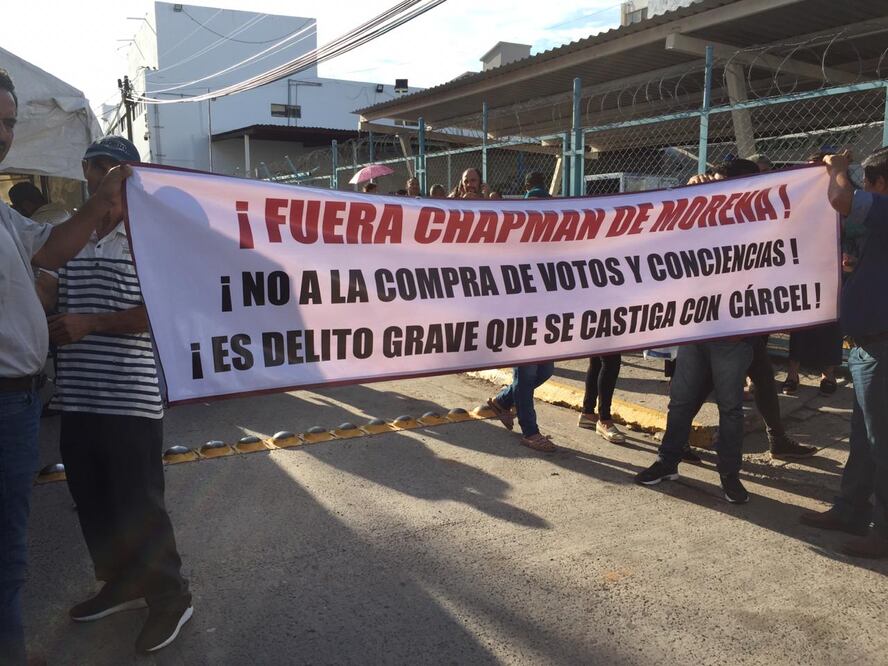 ¡ FUERA CHAPMAN DE MORENA !
¡ NO A LA COMPRA DE VOTOS Y CONCIENCIAS !
¡ ES DELITO GRAVE QUE SE CASTIGA CON CÁRCEL !